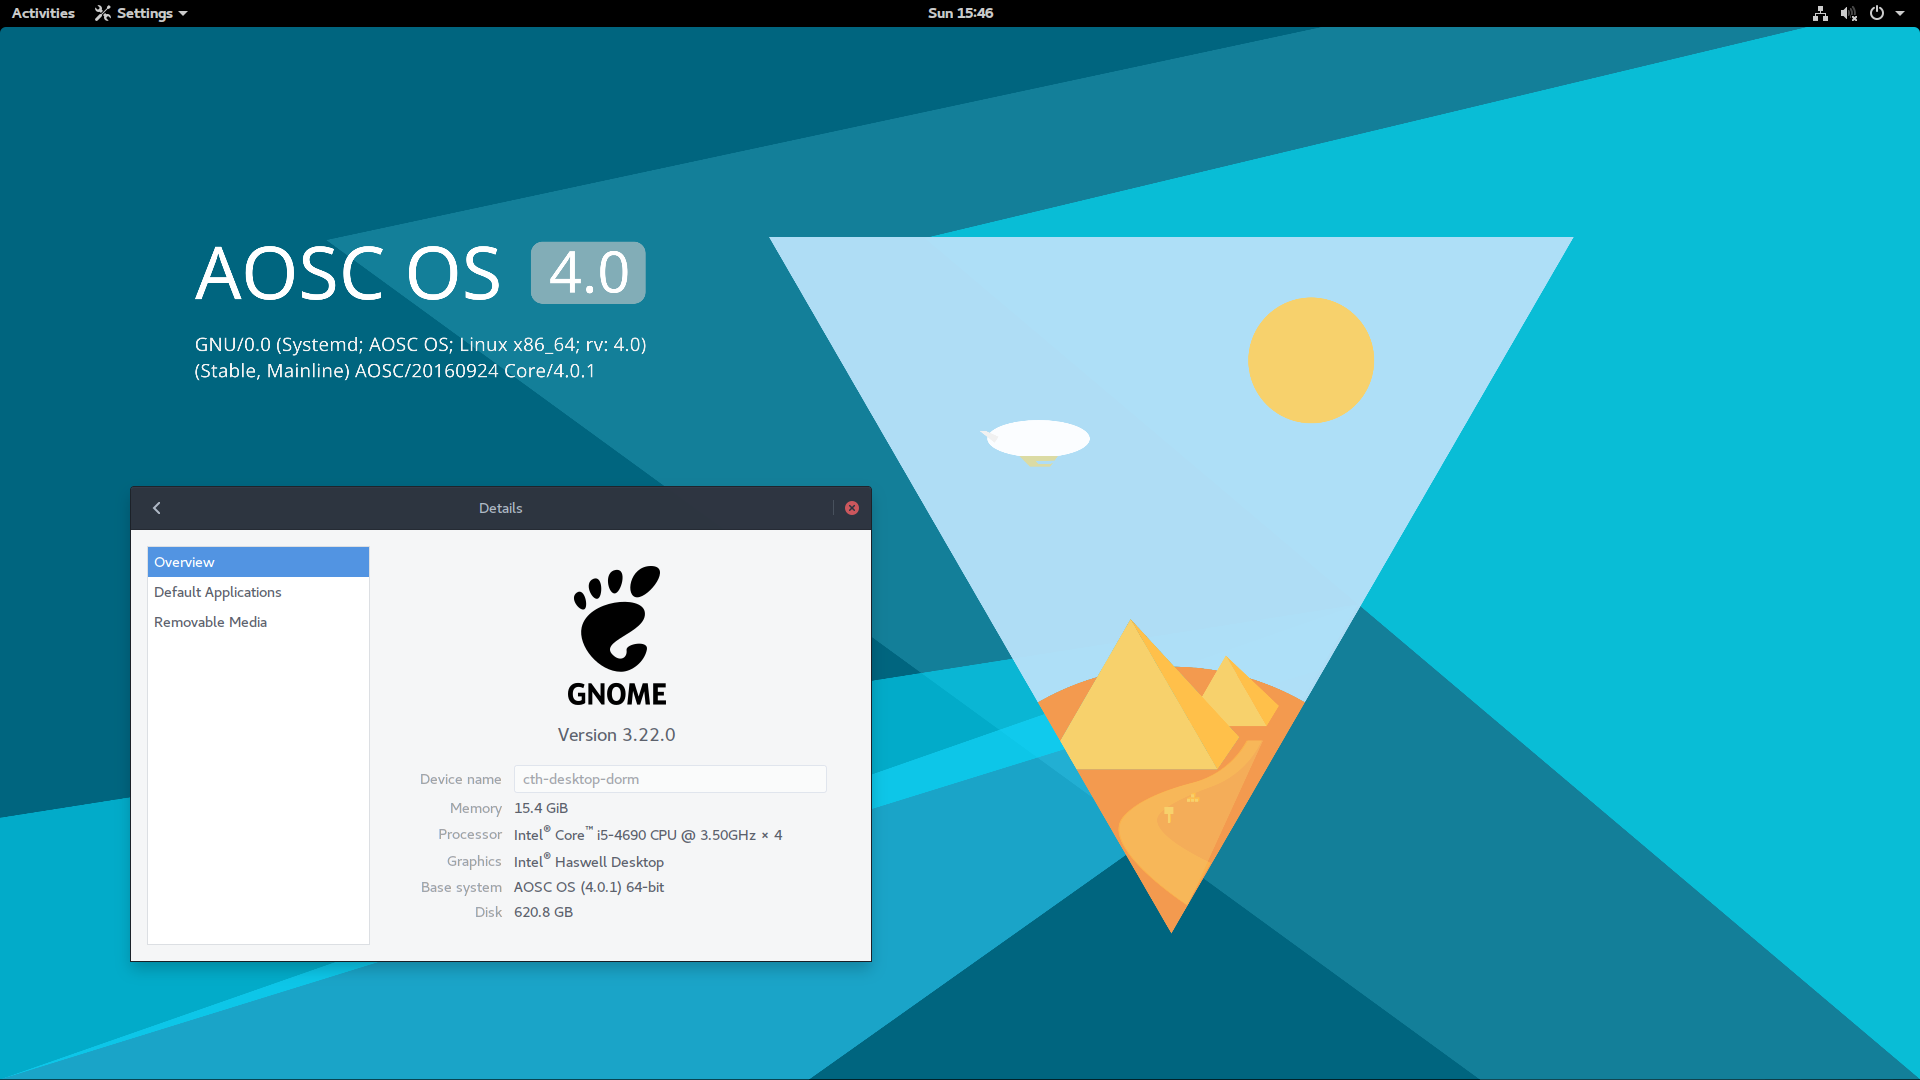 Activities Settings Sun 15:46
AOSC OS 4.0
GNU/0.0 (Systemd; AOSC OS; Linux x86_64; rv: 4.0)
(Stable, Mainline) AOSC/20160924 Core/4.0.1
Details
Overview
Default Applications
Removable Media
GNOME
Version 3.22.0
Device name cth-desktop-dorm
Memory 15.4 GiB
Processor Intel® Core™ i5-4690 CPU @ 3.50GHz × 4
Graphics Intel® Haswell Desktop
Base system AOSC OS (4.0.1) 64-bit
Disk 620.8 GB